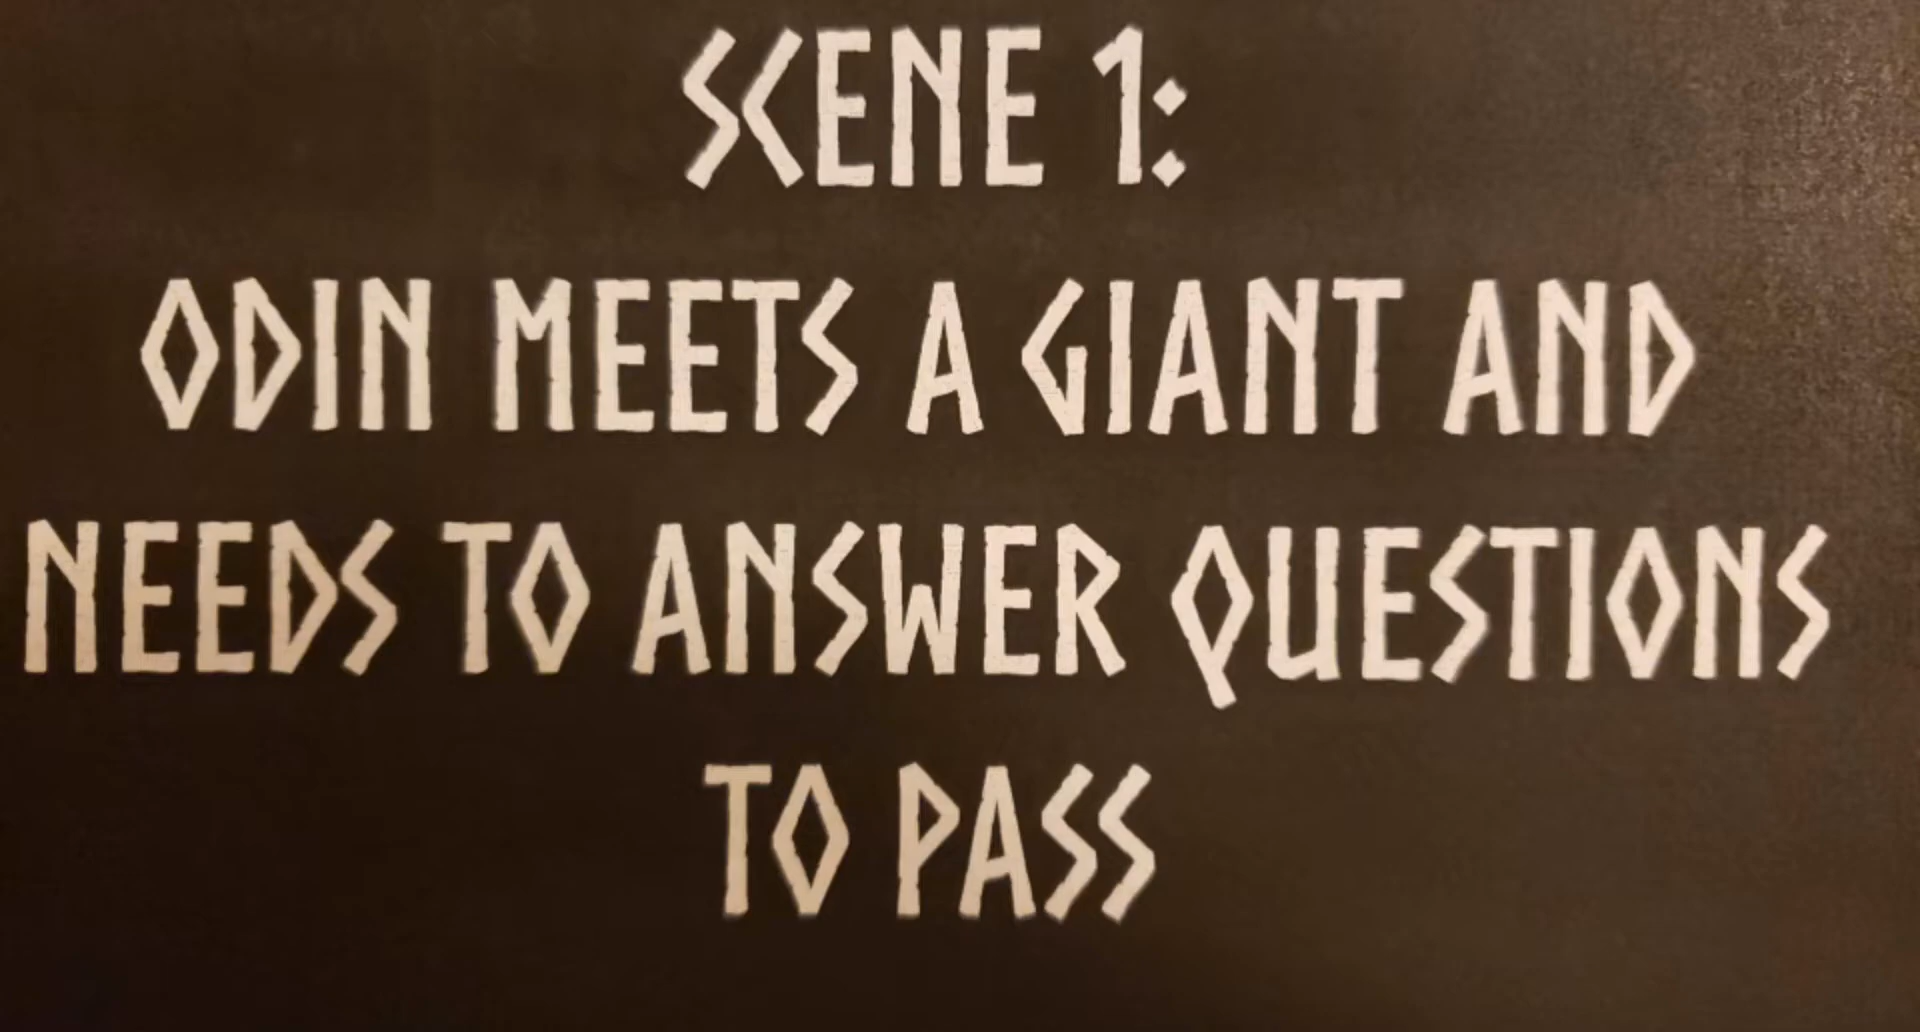 SCENE 1:
ODIN MEETS A GIANT AND
NEEDS TO ANSWER QUESTIONS
TO PASS